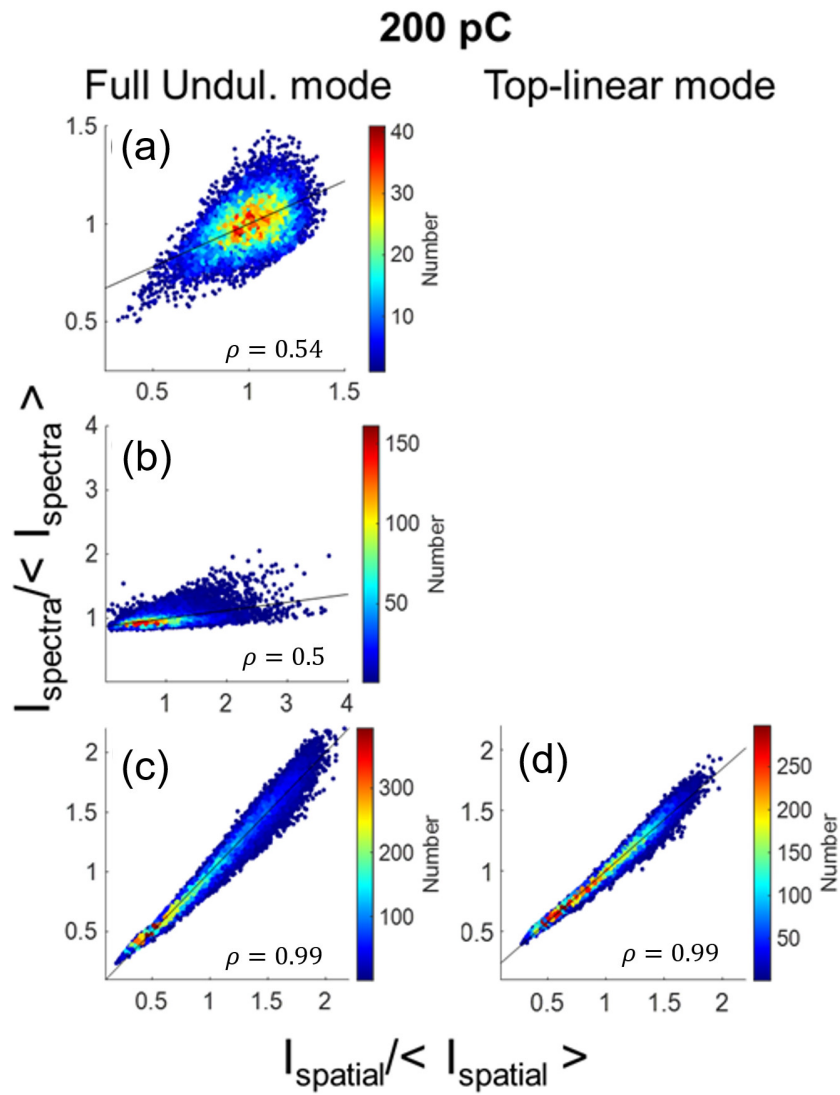 200 pC
Full Undul. mode
Top-linear mode
(a)
1.5
1
0.5
0.5 1 1.5
ρ = 0.54
40
30
20
10
Number
I_spectra/< I_spectra >
(b)
4
3
2
1
1 2 3 4
ρ = 0.5
150
100
50
Number
(c)
2
1.5
1
0.5
0.5 1 1.5 2
ρ = 0.99
300
200
100
Number
(d)
2
1.5
1
0.5
0.5 1 1.5 2
ρ = 0.99
250
200
150
100
50
Number
I_spatial/< I_spatial >